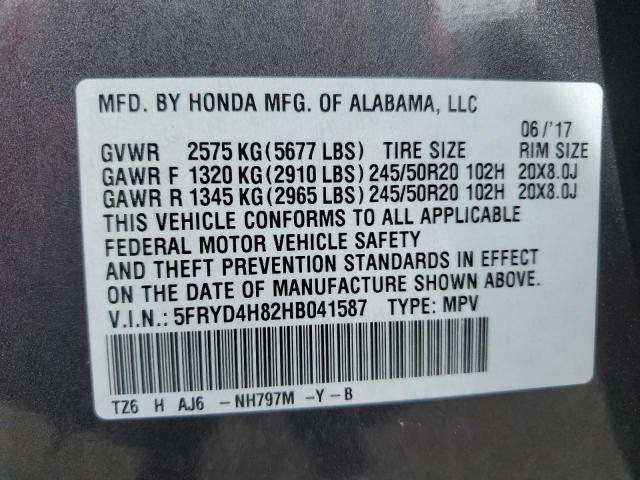 MFD. BY HONDA MFG. OF ALABAMA, LLC
06/'17
GVWR 2575 KG(5677 LBS) TIRE SIZE RIM SIZE
GAWR F 1320 KG(2910 LBS) 245/50R20 102H 20X8.0J
GAWR R 1345 KG(2965 LBS) 245/50R20 102H 20X8.0J
THIS VEHICLE CONFORMS TO ALL APPLICABLE
FEDERAL MOTOR VEHICLE SAFETY
AND THEFT PREVENTION STANDARDS IN EFFECT
ON THE DATE OF MANUFACTURE SHOWN ABOVE.
V.I.N.: 5FRYD4H82HB041587 TYPE: MPV
TZ6 H AJ6 -NH797M -Y-B